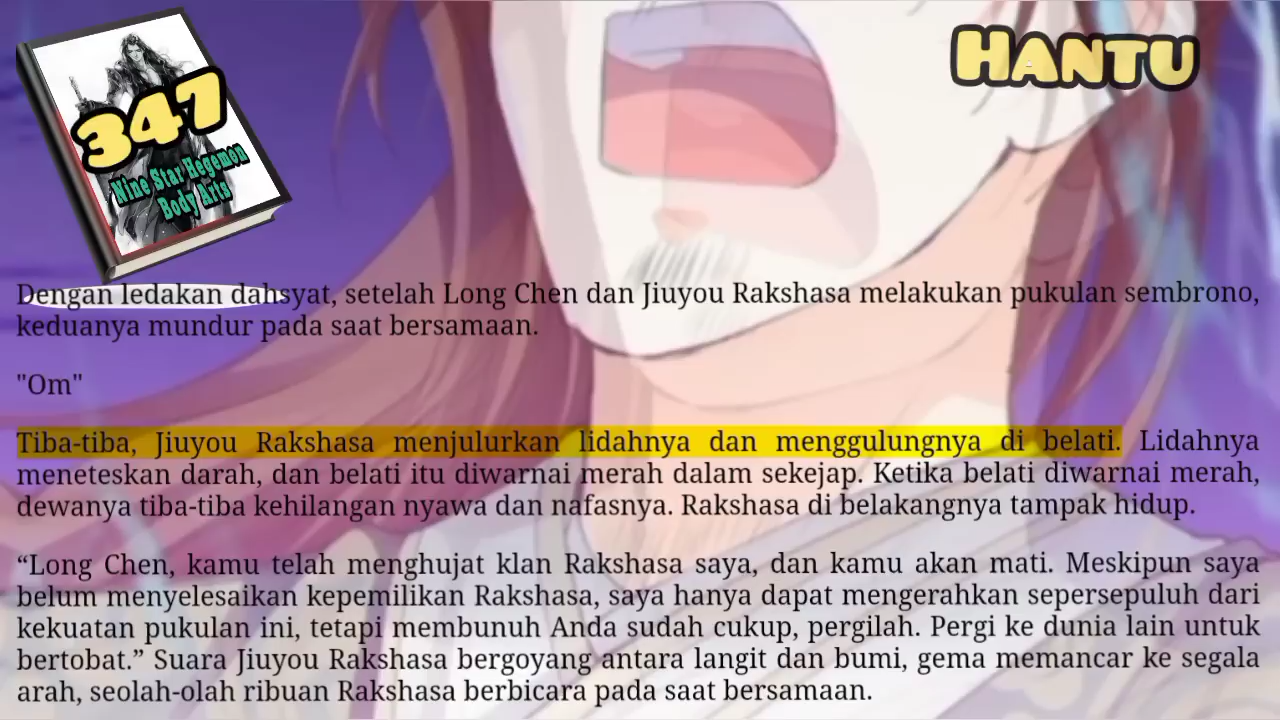 347
Nine Star Hegemon
Body Arts
HANTU
Dengan ledakan dahsyat, setelah Long Chen dan Jiuyou Rakshasa melakukan pukulan sembrono,
keduanya mundur pada saat bersamaan.
"Om"
Tiba-tiba, Jiuyou Rakshasa menjulurkan lidahnya dan menggulungnya di belati. Lidahnya
meneteskan darah, dan belati itu diwarnai merah dalam sekejap. Ketika belati diwarnai merah,
dewanya tiba-tiba kehilangan nyawa dan nafasnya. Rakshasa di belakangnya tampak hidup.
“Long Chen, kamu telah menghujat klan Rakshasa saya, dan kamu akan mati. Meskipun saya
belum menyelesaikan kepemilikan Rakshasa, saya hanya dapat mengerahkan sepersepuluh dari
kekuatan pukulan ini, tetapi membunuh Anda sudah cukup, pergilah. Pergi ke dunia lain untuk
bertobat.” Suara Jiuyou Rakshasa bergoyang antara langit dan bumi, gema memancar ke segala
arah, seolah-olah ribuan Rakshasa berbicara pada saat bersamaan.